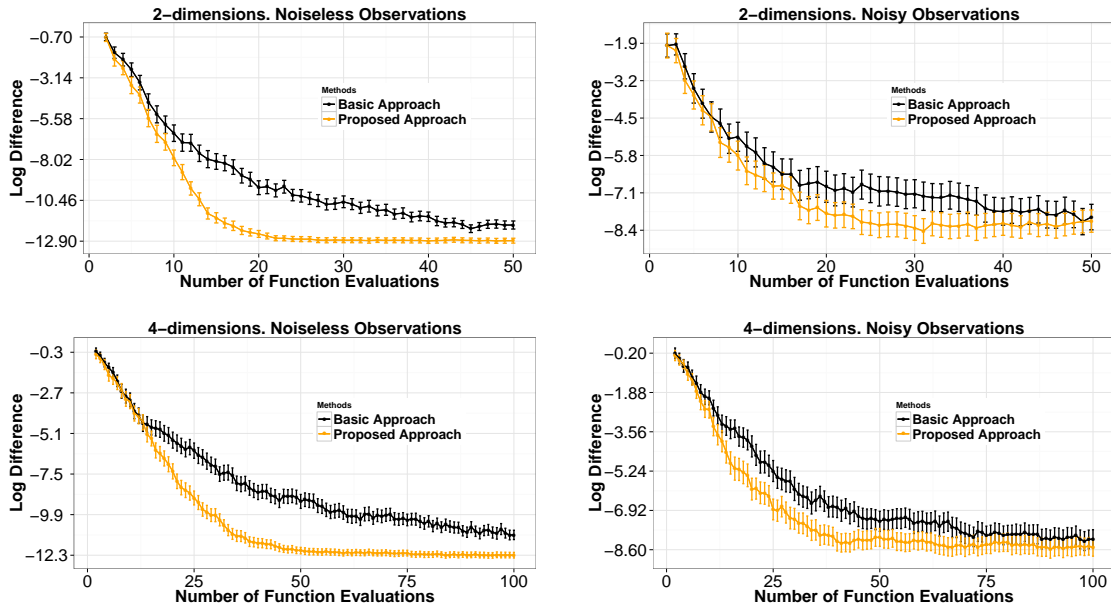 2−dimensions. Noiseless Observations
−0.70
−3.14
−5.58
−8.02
−10.46
−12.90
Log Difference
Methods
Basic Approach
Proposed Approach
0 10 20 30 40 50
Number of Function Evaluations
2−dimensions. Noisy Observations
−1.9
−3.2
−4.5
−5.8
−7.1
−8.4
Log Difference
Methods
Basic Approach
Proposed Approach
0 10 20 30 40 50
Number of Function Evaluations
4−dimensions. Noiseless Observations
−0.3
−2.7
−5.1
−7.5
−9.9
−12.3
Log Difference
Methods
Basic Approach
Proposed Approach
0 25 50 75 100
Number of Function Evaluations
4−dimensions. Noisy Observations
−0.20
−1.88
−3.56
−5.24
−6.92
−8.60
Log Difference
Methods
Basic Approach
Proposed Approach
0 25 50 75 100
Number of Function Evaluations